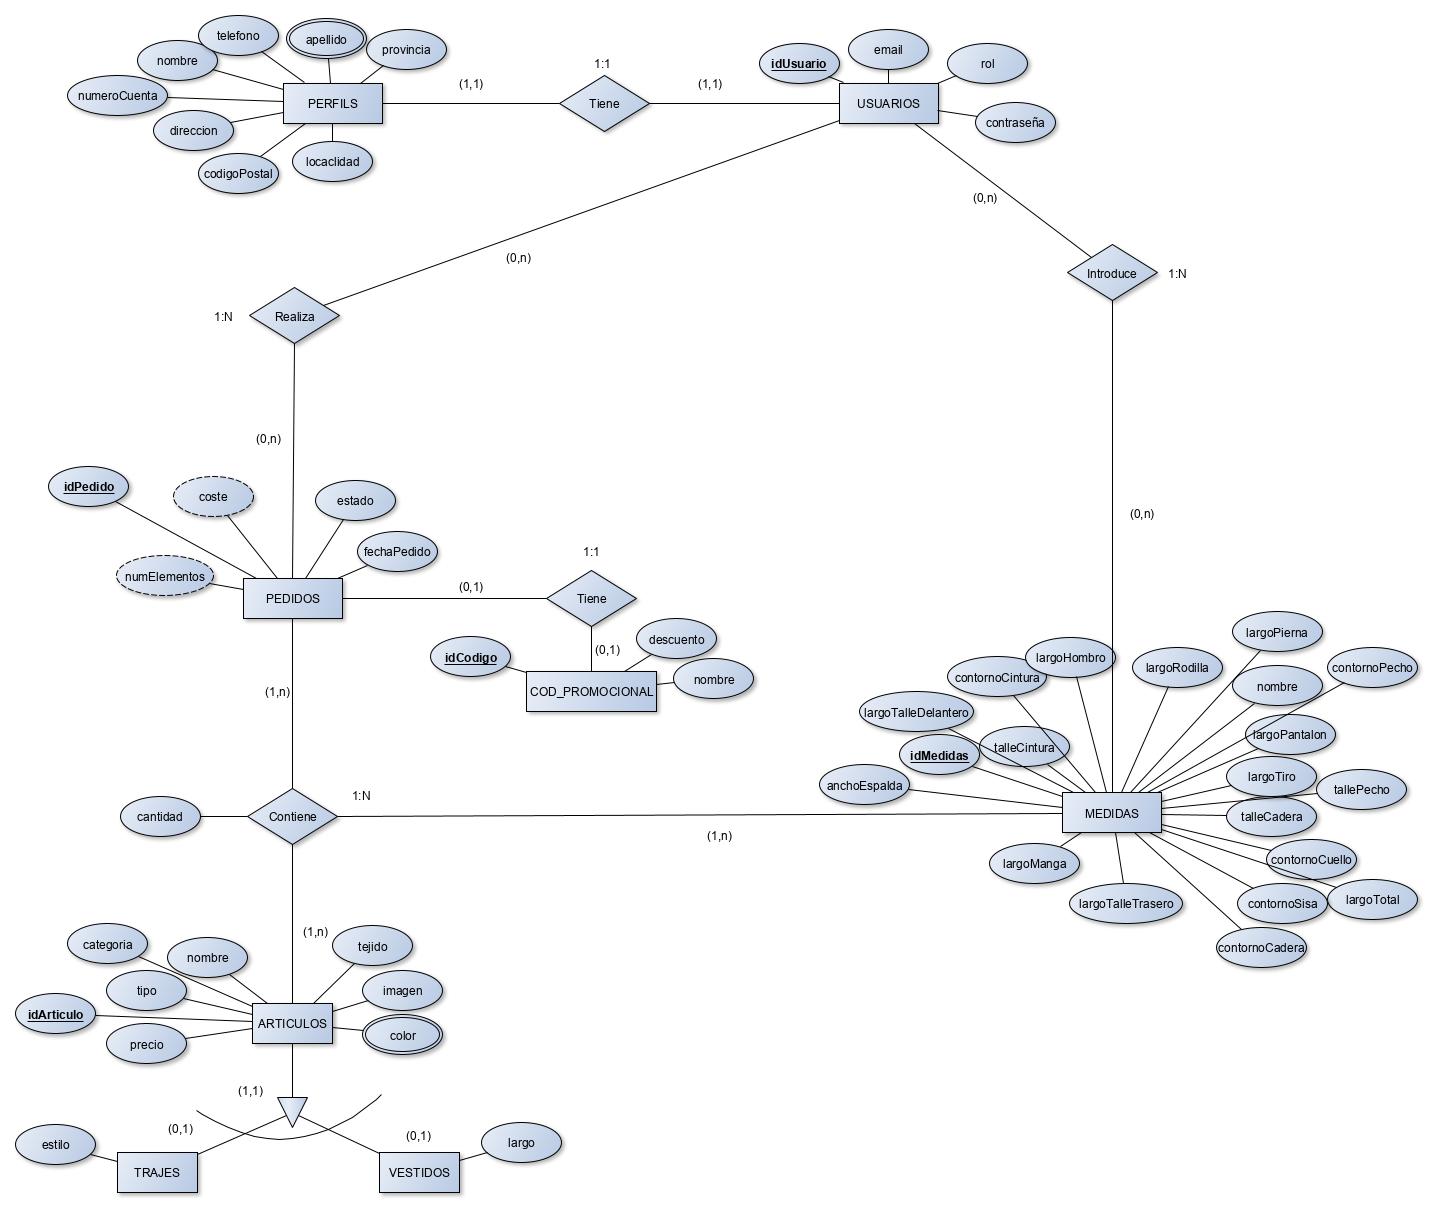 telefono
apellido
provincia
nombre
numeroCuenta
PERFILS
direccion
codigoPostal
locaclidad
(1,1)
1:1
Tiene
(1,1)
idUsuario
email
rol
USUARIOS
contraseña
(0,n)
(0,n)
Introduce
1:N
1:N
Realiza
(0,n)
(0,n)
idPedido
coste
estado
fechaPedido
numElementos
PEDIDOS
(0,1)
1:1
Tiene
(0,1)
idCodigo
descuento
nombre
COD_PROMOCIONAL
(1,n)
largoPierna
largoHombro
largoRodilla
contornoPecho
contornoCintura
nombre
largoTalleDelantero
largoPantalon
talleCintura
idMedidas
largoTiro
anchoEspalda
tallePecho
MEDIDAS
talleCadera
contornoCuello
largoManga
largoTalleTrasero
contornoSisa
largoTotal
contornoCadera
1:N
cantidad
Contiene
(1,n)
(1,n)
categoria
nombre
tejido
tipo
imagen
idArticulo
ARTICULOS
color
precio
(1,1)
(0,1)
(0,1)
estilo
TRAJES
VESTIDOS
largo